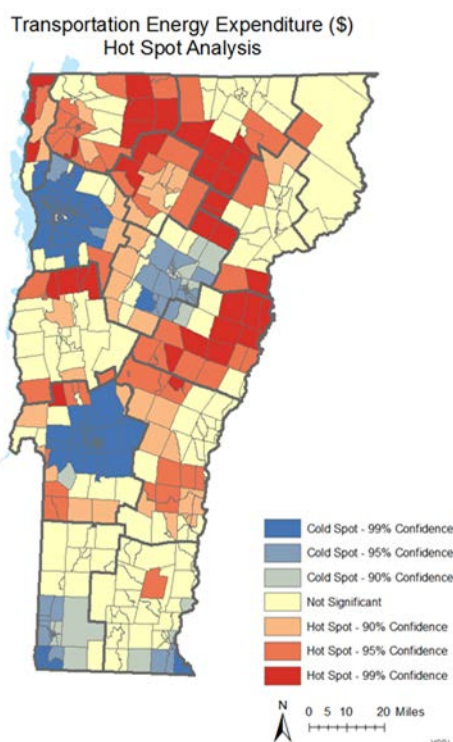 Transportation Energy Expenditure ($)
Hot Spot Analysis
Cold Spot - 99% Confidence
Cold Spot - 95% Confidence
Cold Spot - 90% Confidence
Not Significant
Hot Spot - 90% Confidence
Hot Spot - 95% Confidence
Hot Spot - 99% Confidence
N
0 5 10 20 Miles